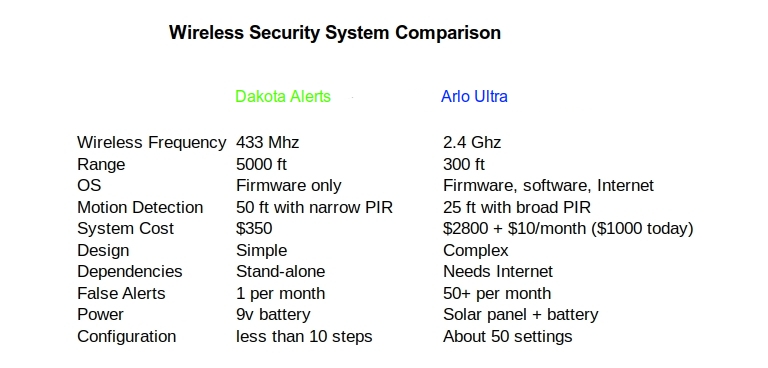 Wireless Security System Comparison
Dakota Alerts Arlo Ultra
Wireless Frequency 433 Mhz 2.4 Ghz
Range 5000 ft 300 ft
OS Firmware only Firmware, software, Internet
Motion Detection 50 ft with narrow PIR 25 ft with broad PIR
System Cost $350 $2800 + $10/month ($1000 today)
Design Simple Complex
Dependencies Stand-alone Needs Internet
False Alerts 1 per month 50+ per month
Power 9v battery Solar panel + battery
Configuration less than 10 steps About 50 settings